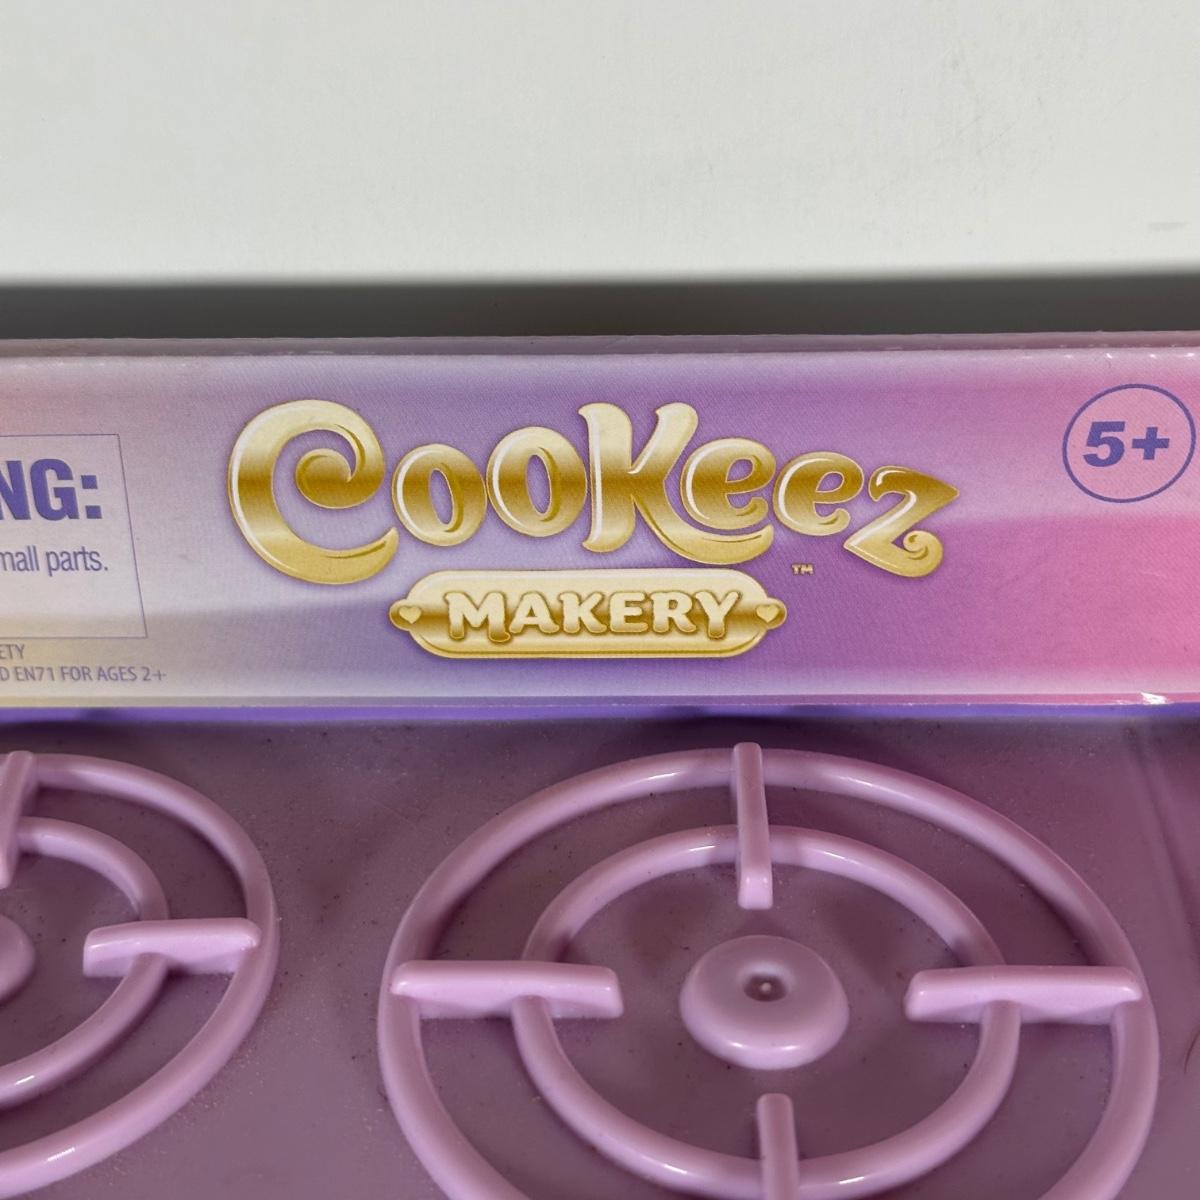 NG:
mall parts.
ETY
D EN71 FOR AGES 2+
CooKeez
™
MAKERY
5+